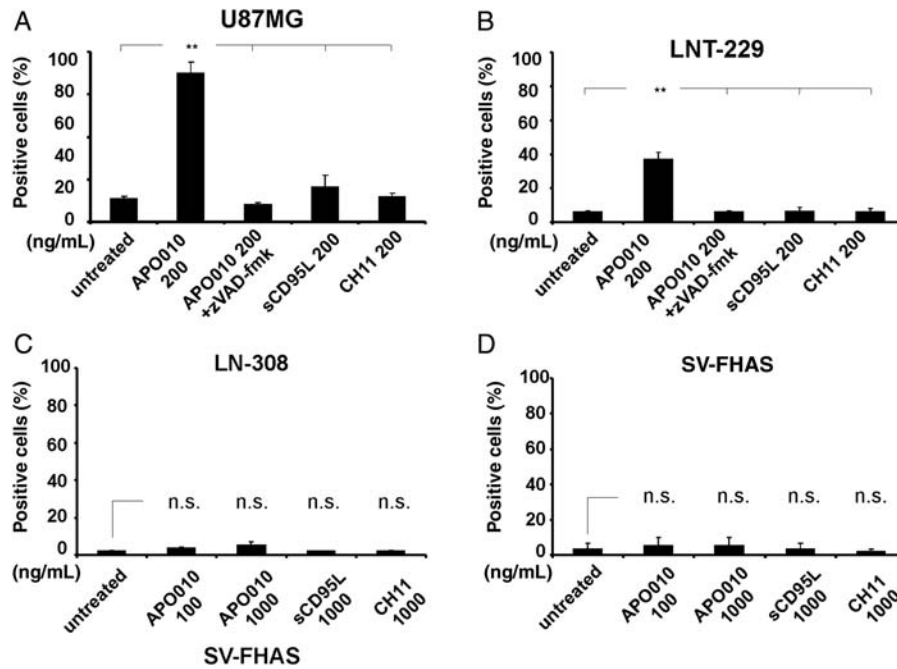 A
U87MG
Positive cells (%)
100
80
60
40
20
0
**
(ng/mL)
untreated
APO010
200
APO010 200
+zVAD-fmk
sCD95L 200
CH11 200
B
LNT-229
Positive cells (%)
100
80
60
40
20
0
**
(ng/mL)
untreated
APO010
200
APO010 200
+zVAD-fmk
sCD95L 200
CH11 200
C
LN-308
Positive cells (%)
100
80
60
40
20
0
n.s.
n.s.
n.s.
n.s.
(ng/mL)
untreated
APO010
100
APO010
1000
sCD95L
1000
CH11
1000
SV-FHAS
D
SV-FHAS
Positive cells (%)
100
80
60
40
20
0
n.s.
n.s.
n.s.
n.s.
(ng/mL)
untreated
APO010
100
APO010
1000
sCD95L
1000
CH11
1000